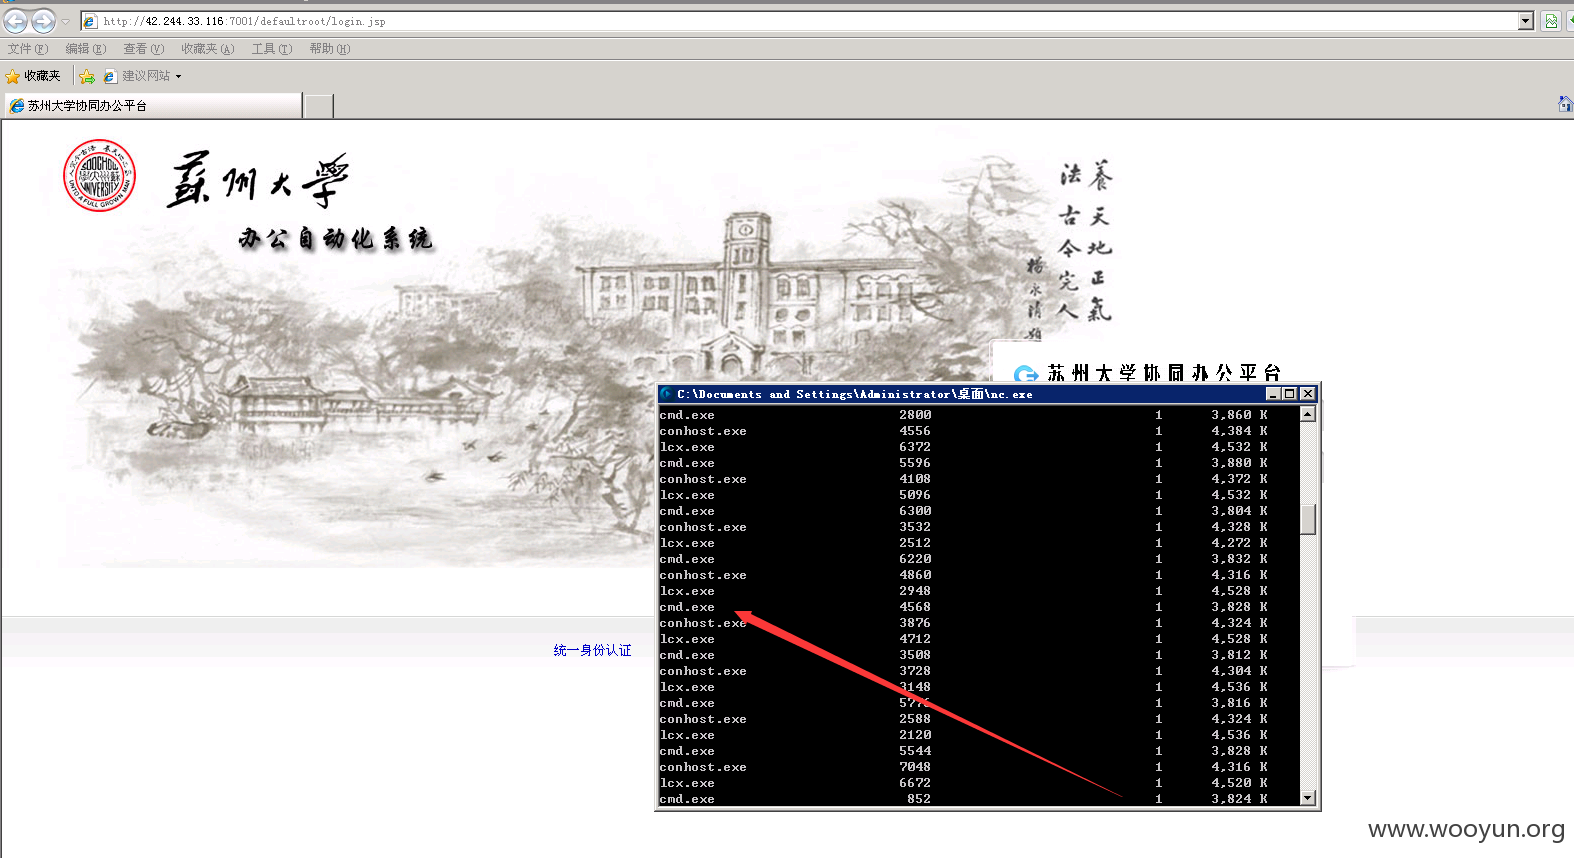 http://42.244.33.116:7001/defaultroot/login.jsp
文件(F) 编辑(E) 查看(V) 收藏夹(A) 工具(T) 帮助(H)
收藏夹 建议网站
苏州大学协同办公平台
SOOCHOW UNIVERSITY
UNTO A FULL GROWN MAN
蘇州大學
办公自动化系统
養天地正氣
法古今完人
杨永清题
苏州大学协同办公平台
C:\Documents and Settings\Administrator\桌面\nc.exe
cmd.exe 2800 1 3,860 K
conhost.exe 4556 1 4,384 K
lcx.exe 6372 1 4,532 K
cmd.exe 5596 1 3,880 K
conhost.exe 4108 1 4,372 K
lcx.exe 5096 1 4,532 K
cmd.exe 6300 1 3,804 K
conhost.exe 3532 1 4,328 K
lcx.exe 2512 1 4,272 K
cmd.exe 6220 1 3,832 K
conhost.exe 4860 1 4,316 K
lcx.exe 2948 1 4,528 K
cmd.exe 4568 1 3,828 K
conhost.exe 3876 1 4,324 K
lcx.exe 4712 1 4,528 K
cmd.exe 3508 1 3,812 K
conhost.exe 3728 1 4,304 K
lcx.exe 3148 1 4,536 K
cmd.exe 1 3,816 K
conhost.exe 2588 1 4,324 K
lcx.exe 2120 1 4,536 K
cmd.exe 5544 1 3,828 K
conhost.exe 7048 1 4,316 K
lcx.exe 6672 1 4,520 K
cmd.exe 852 1 3,824 K
统一身份认证
www.wooyun.org